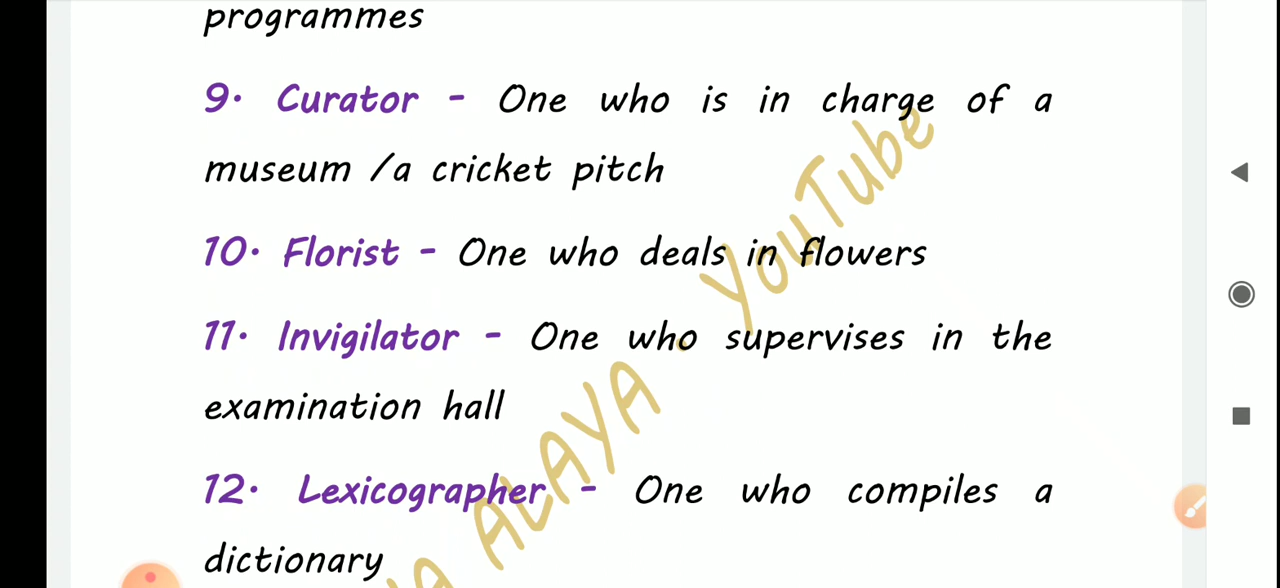 programmes
9. Curator - One who is in charge of a
museum /a cricket pitch
10. Florist - One who deals in flowers
11. Invigilator - One who supervises in the
examination hall
12. Lexicographer - One who compiles a
dictionary
ALAYA - YouTube